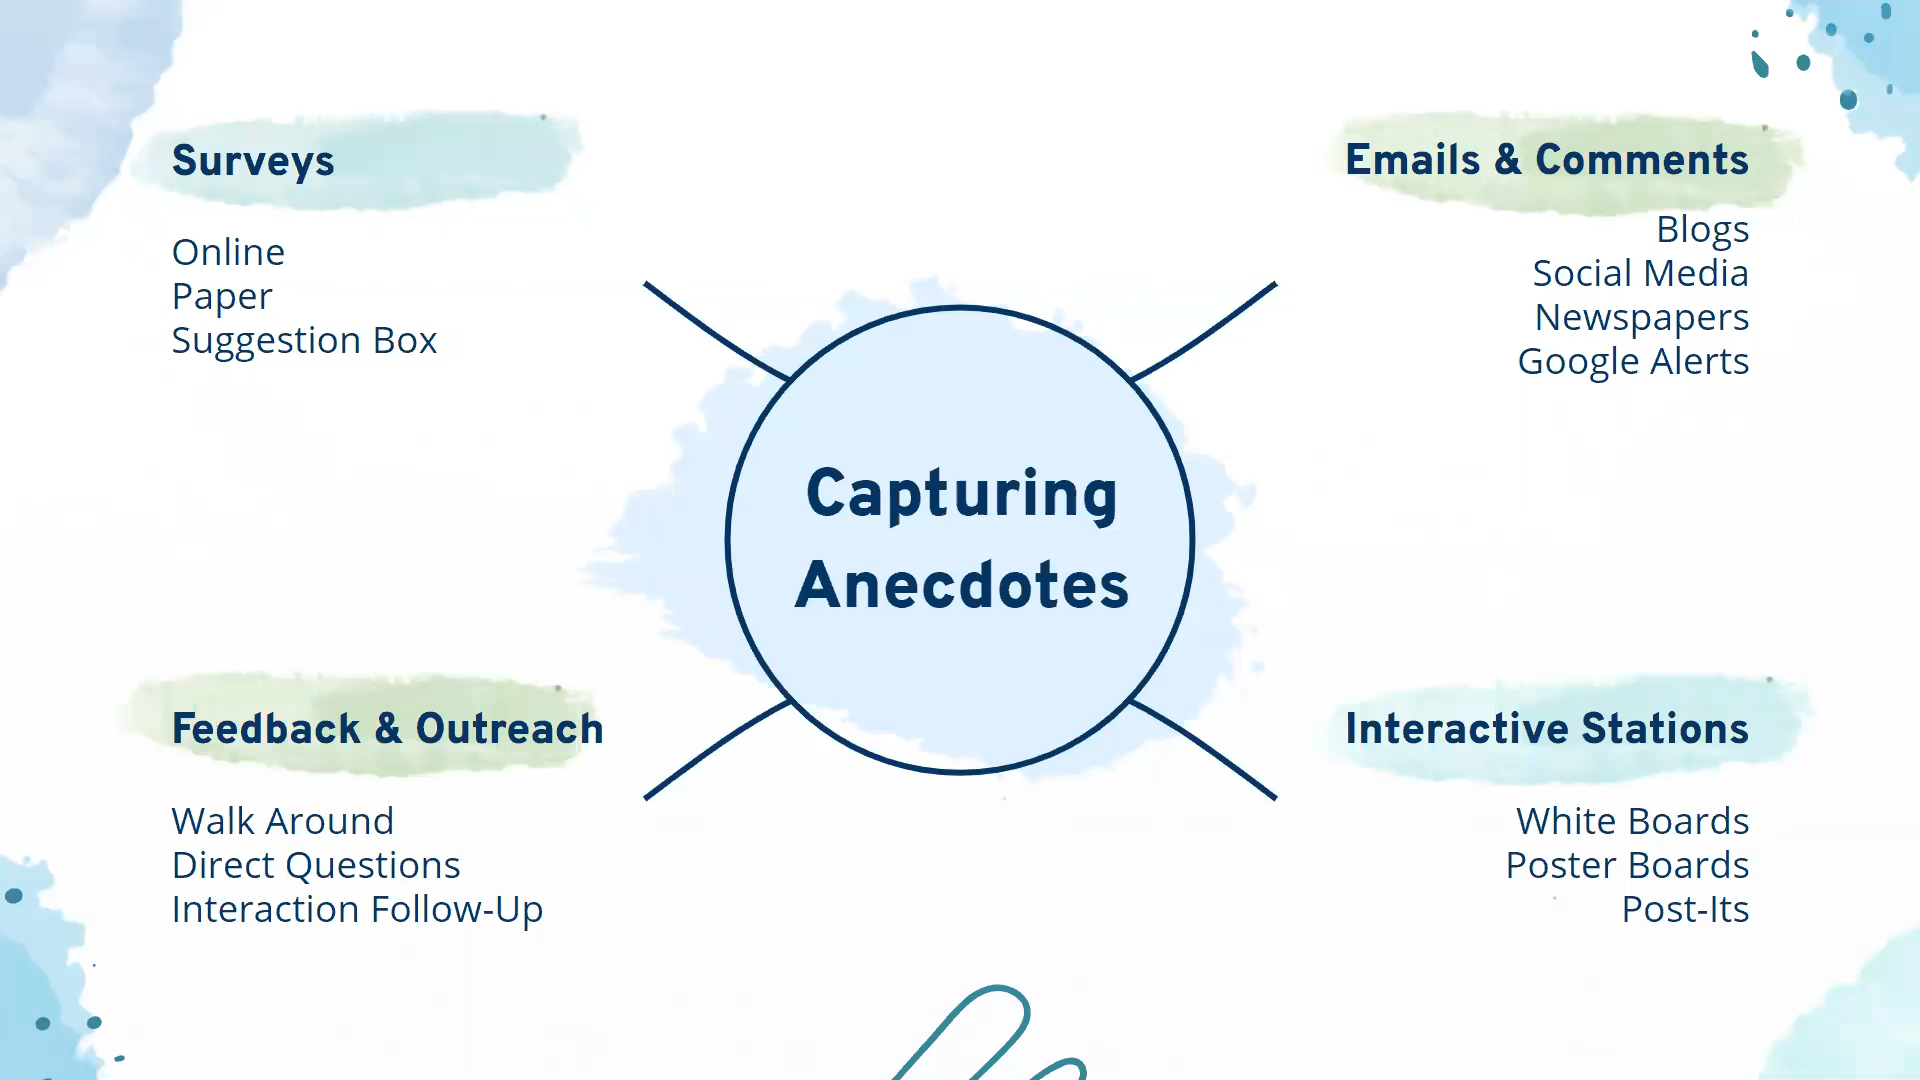 Surveys
Online
Paper
Suggestion Box
Emails & Comments
Blogs
Social Media
Newspapers
Google Alerts
Capturing
Anecdotes
Feedback & Outreach
Walk Around
Direct Questions
Interaction Follow-Up
Interactive Stations
White Boards
Poster Boards
Post-Its